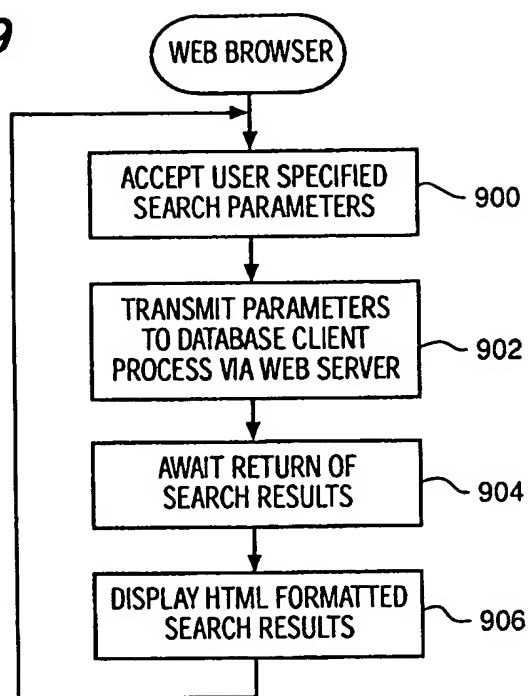 9
WEB BROWSER
ACCEPT USER SPECIFIED
SEARCH PARAMETERS
900
TRANSMIT PARAMETERS
TO DATABASE CLIENT
PROCESS VIA WEB SERVER
902
AWAIT RETURN OF
SEARCH RESULTS
904
DISPLAY HTML FORMATTED
SEARCH RESULTS
906